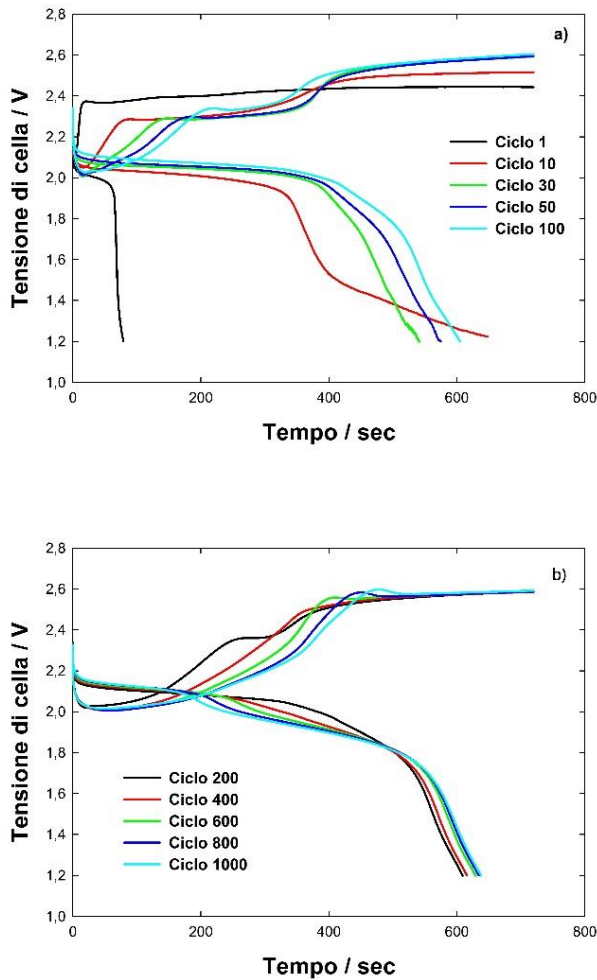 2,8
2,6
2,4
2,2
2,0
1,8
1,6
1,4
1,2
1,0
Tensione di cella / V
a)
Ciclo 1
Ciclo 10
Ciclo 30
Ciclo 50
Ciclo 100
0 200 400 600 800
Tempo / sec
2,8
2,6
2,4
2,2
2,0
1,8
1,6
1,4
1,2
1,0
Tensione di cella / V
b)
Ciclo 200
Ciclo 400
Ciclo 600
Ciclo 800
Ciclo 1000
0 200 400 600 800
Tempo / sec